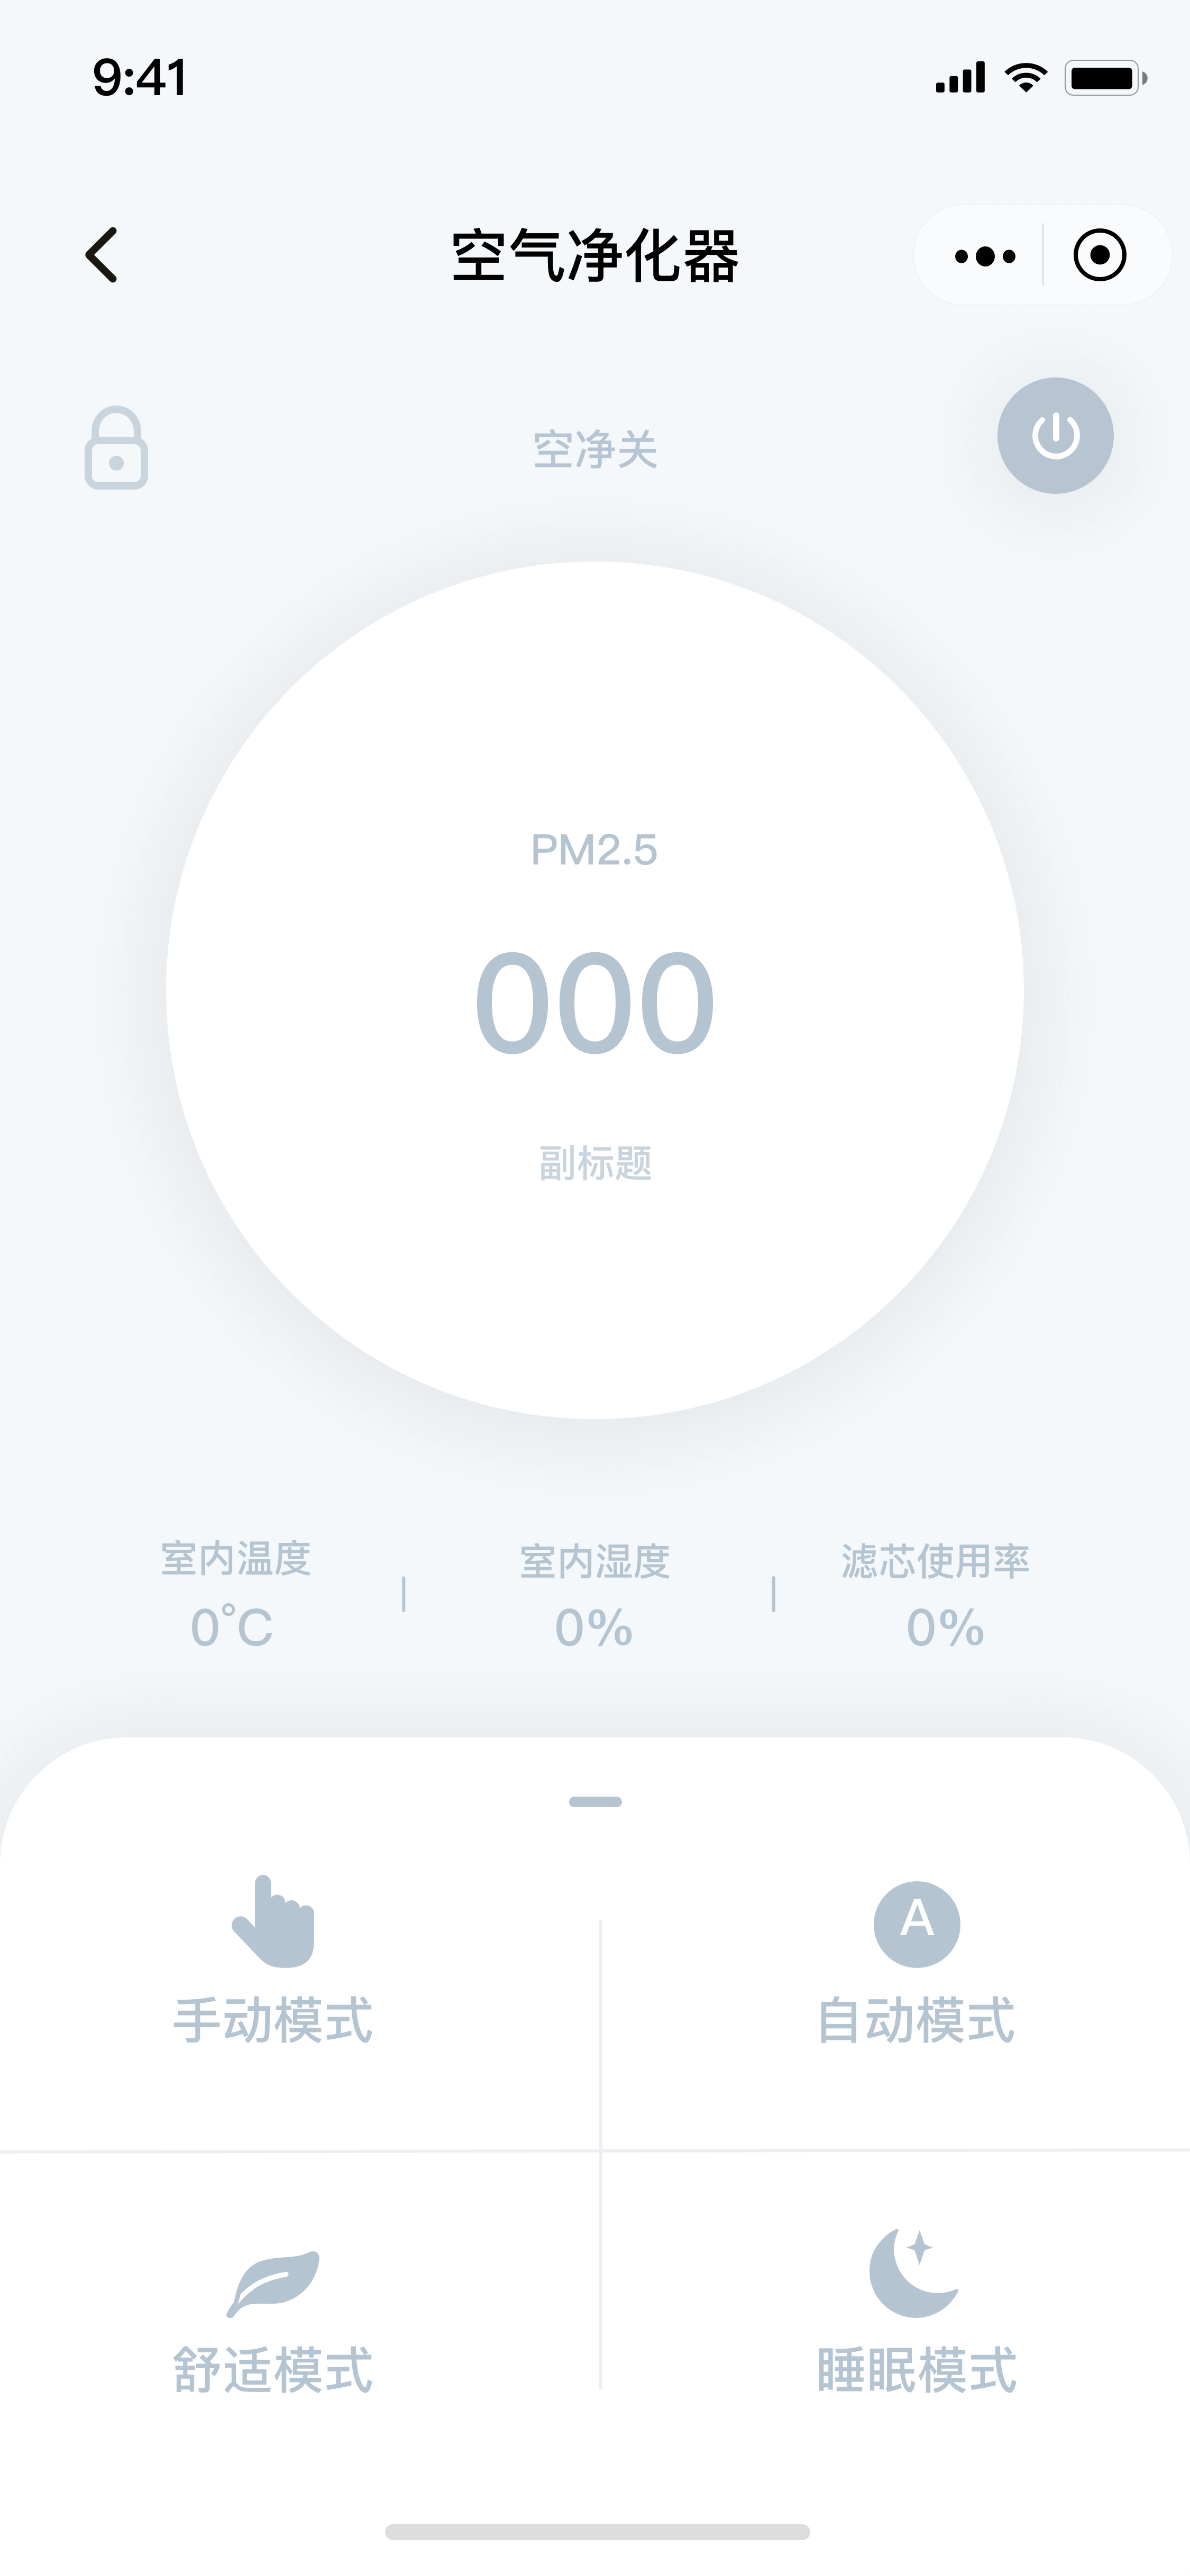 9:41
空气净化器
空净关
PM2.5
000
副标题
室内温度 室内湿度 滤芯使用率
0°C 0% 0%
A
手动模式 自动模式
舒适模式 睡眠模式